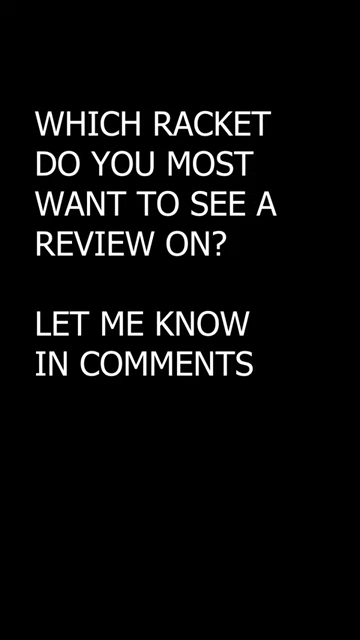 WHICH RACKET
DO YOU MOST
WANT TO SEE A
REVIEW ON?
LET ME KNOW
IN COMMENTS